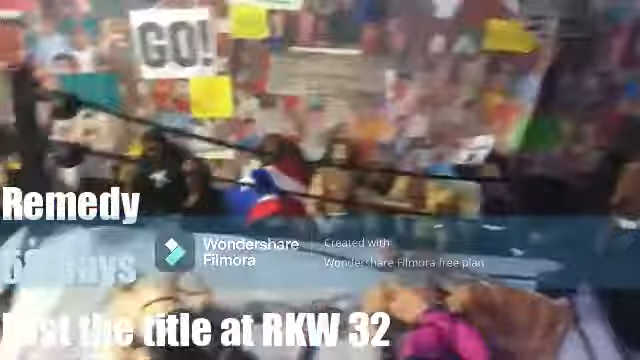 GO!
Remedy
Wondershare
Filmora
Created with
Wondershare Filmora free plan
the title at RKW 32